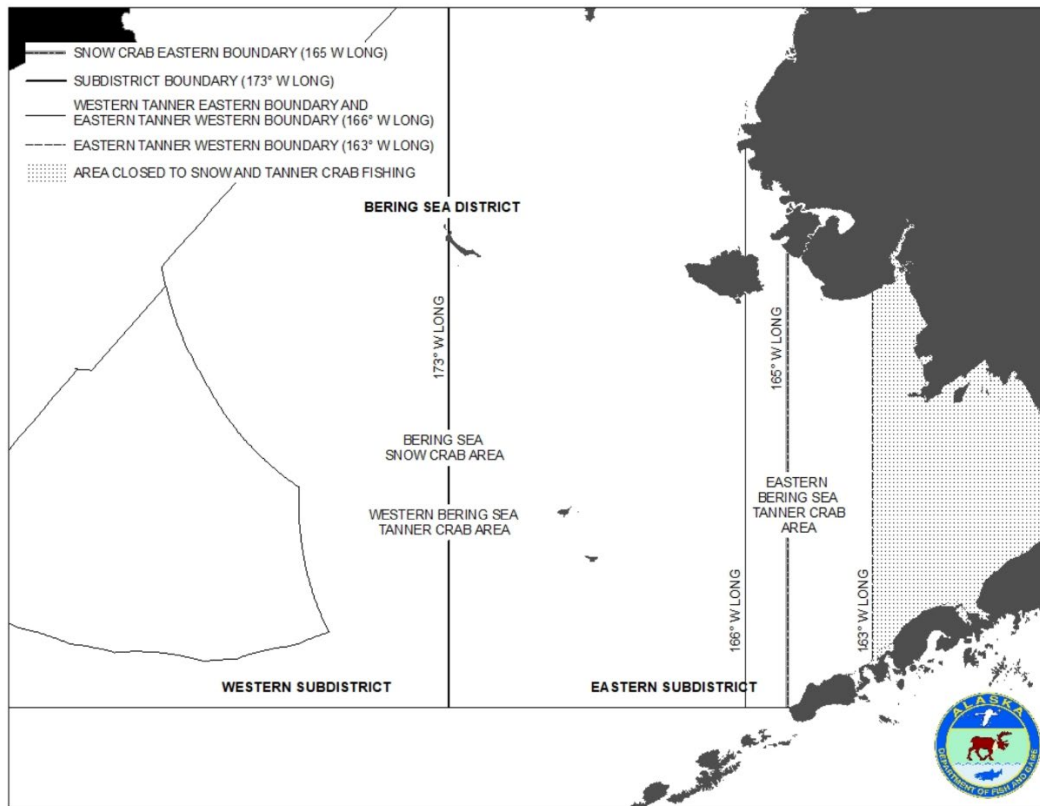 SNOW CRAB EASTERN BOUNDARY (165 W LONG)
SUBDISTRICT BOUNDARY (173° W LONG)
WESTERN TANNER EASTERN BOUNDARY AND
EASTERN TANNER WESTERN BOUNDARY (166° W LONG)
EASTERN TANNER WESTERN BOUNDARY (163° W LONG)
AREA CLOSED TO SNOW AND TANNER CRAB FISHING
BERING SEA DISTRICT
173° W LONG
165° W LONG
BERING SEA
SNOW CRAB AREA
WESTERN BERING SEA
TANNER CRAB AREA
EASTERN
BERING SEA
TANNER CRAB
AREA
166° W LONG
163° W LONG
WESTERN SUBDISTRICT
EASTERN SUBDISTRICT
ALASKA
DEPARTMENT OF FISH AND GAME